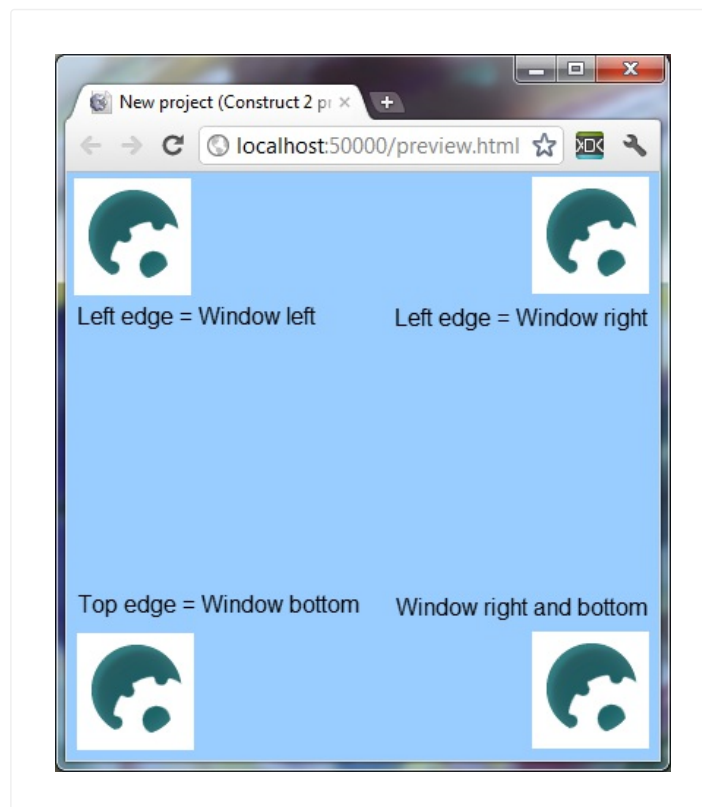 New project (Construct 2 pr
localhost:50000/preview.html
Left edge = Window left
Left edge = Window right
Top edge = Window bottom
Window right and bottom